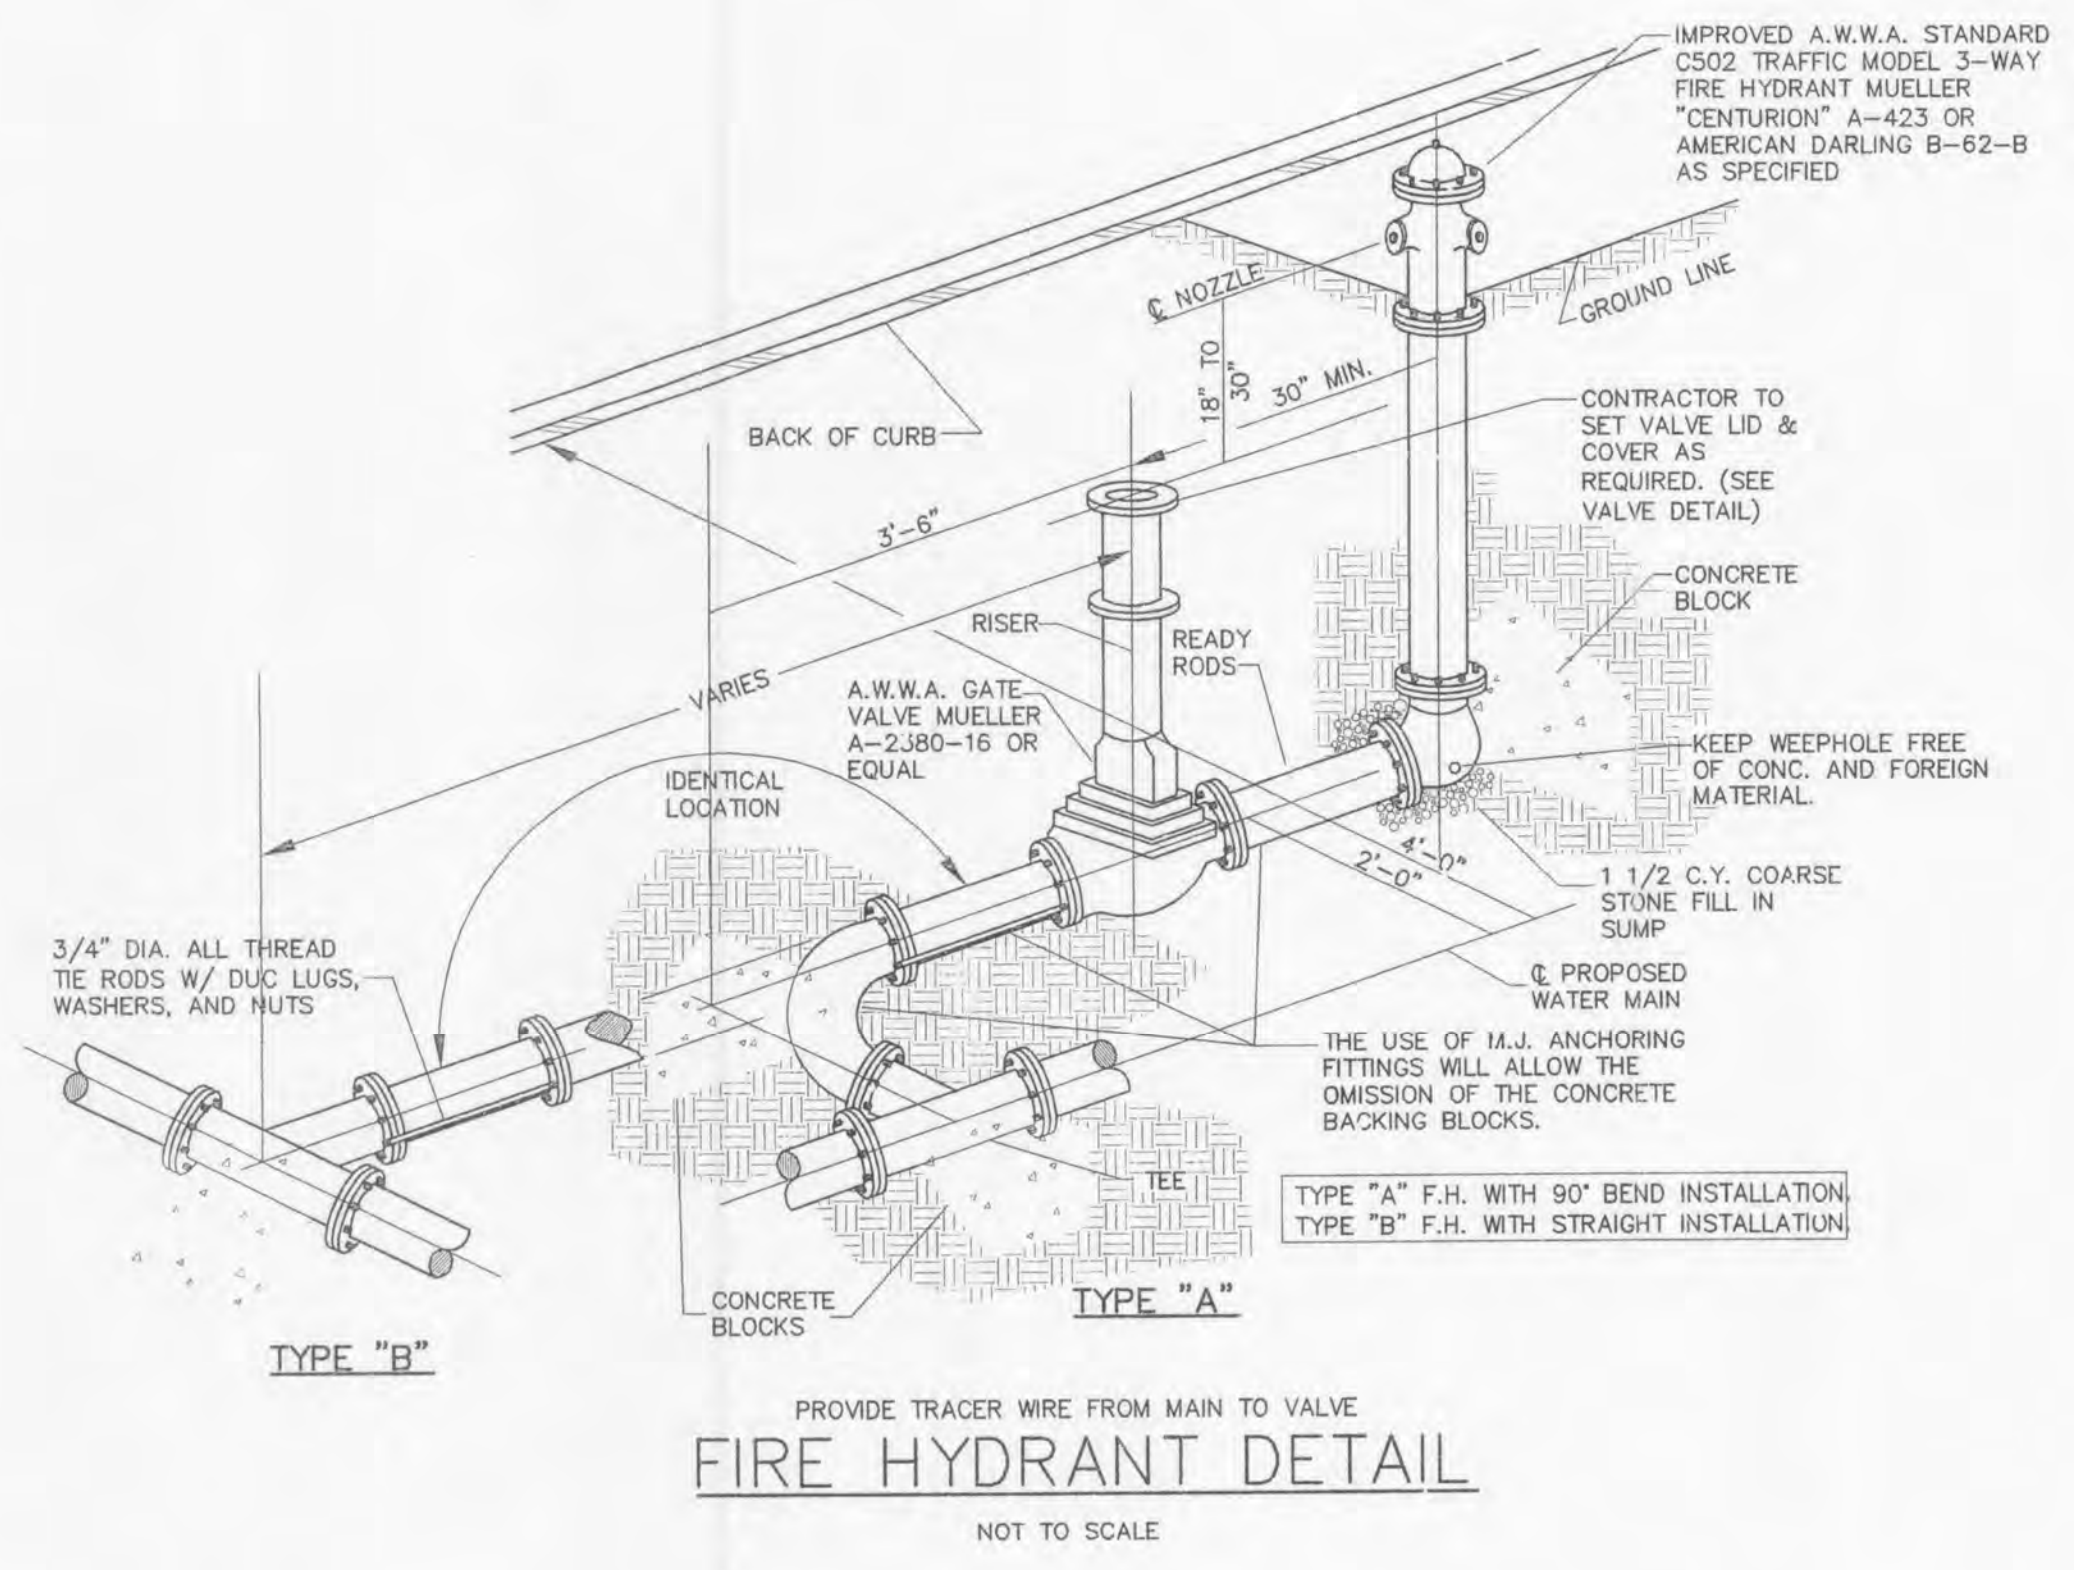 IMPROVED A.W.W.A. STANDARD
C502 TRAFFIC MODEL 3-WAY
FIRE HYDRANT MUELLER
"CENTURION" A-423 OR
AMERICAN DARLING B-62-B
AS SPECIFIED
℄ NOZZLE
GROUND LINE
18" TO
30"
30" MIN.
BACK OF CURB
CONTRACTOR TO
SET VALVE LID &
COVER AS
REQUIRED. (SEE
VALVE DETAIL)
3'-6"
CONCRETE
BLOCK
RISER
READY
RODS
VARIES
A.W.W.A. GATE
VALVE MUELLER
A-2380-16 OR
EQUAL
KEEP WEEPHOLE FREE
OF CONC. AND FOREIGN
MATERIAL.
IDENTICAL
LOCATION
4'-0"
2'-0"
1 1/2 C.Y. COARSE
STONE FILL IN
SUMP
3/4" DIA. ALL THREAD
TIE RODS W/ DUC LUGS,
WASHERS, AND NUTS
℄ PROPOSED
WATER MAIN
THE USE OF M.J. ANCHORING
FITTINGS WILL ALLOW THE
OMISSION OF THE CONCRETE
BACKING BLOCKS.
TEE
TYPE "A" F.H. WITH 90° BEND INSTALLATION.
TYPE "B" F.H. WITH STRAIGHT INSTALLATION.
CONCRETE
BLOCKS
TYPE "A"
TYPE "B"
PROVIDE TRACER WIRE FROM MAIN TO VALVE
FIRE HYDRANT DETAIL
NOT TO SCALE